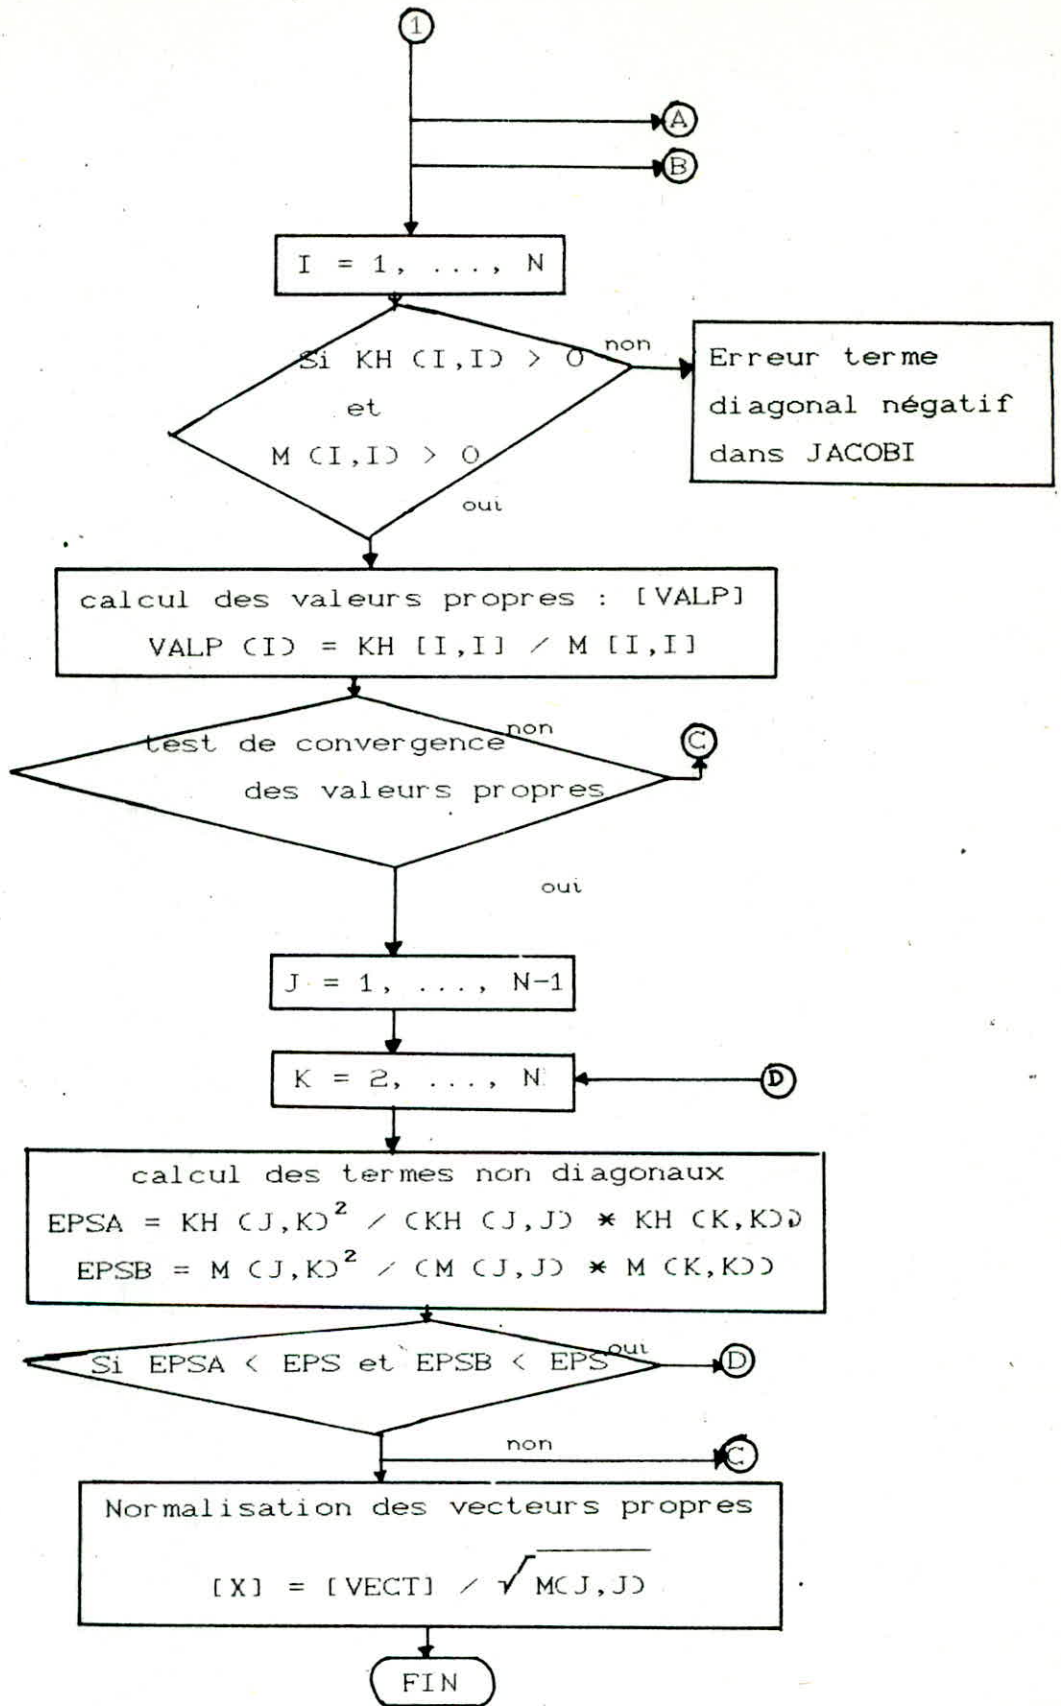 1
A
B
I = 1, ..., N
Si KH (I,I) > 0
non
et
M (I,I) > 0
oui
Erreur terme
diagonal négatif
dans JACOBI
calcul des valeurs propres : [VALP]
VALP (I) = KH [I,I] / M [I,I]
test de convergence
non
des valeurs propres
C
oui
J = 1, ..., N-1
K = 2, ..., N
D
calcul des termes non diagonaux
EPSA = KH (J,K)² / (KH (J,J) * KH (K,K))
EPSB = M (J,K)² / (M (J,J) * M (K,K))
Si EPSA < EPS et EPSB < EPS
oui
D
non
C
Normalisation des vecteurs propres
[X] = [VECT] / √M(J,J)
FIN